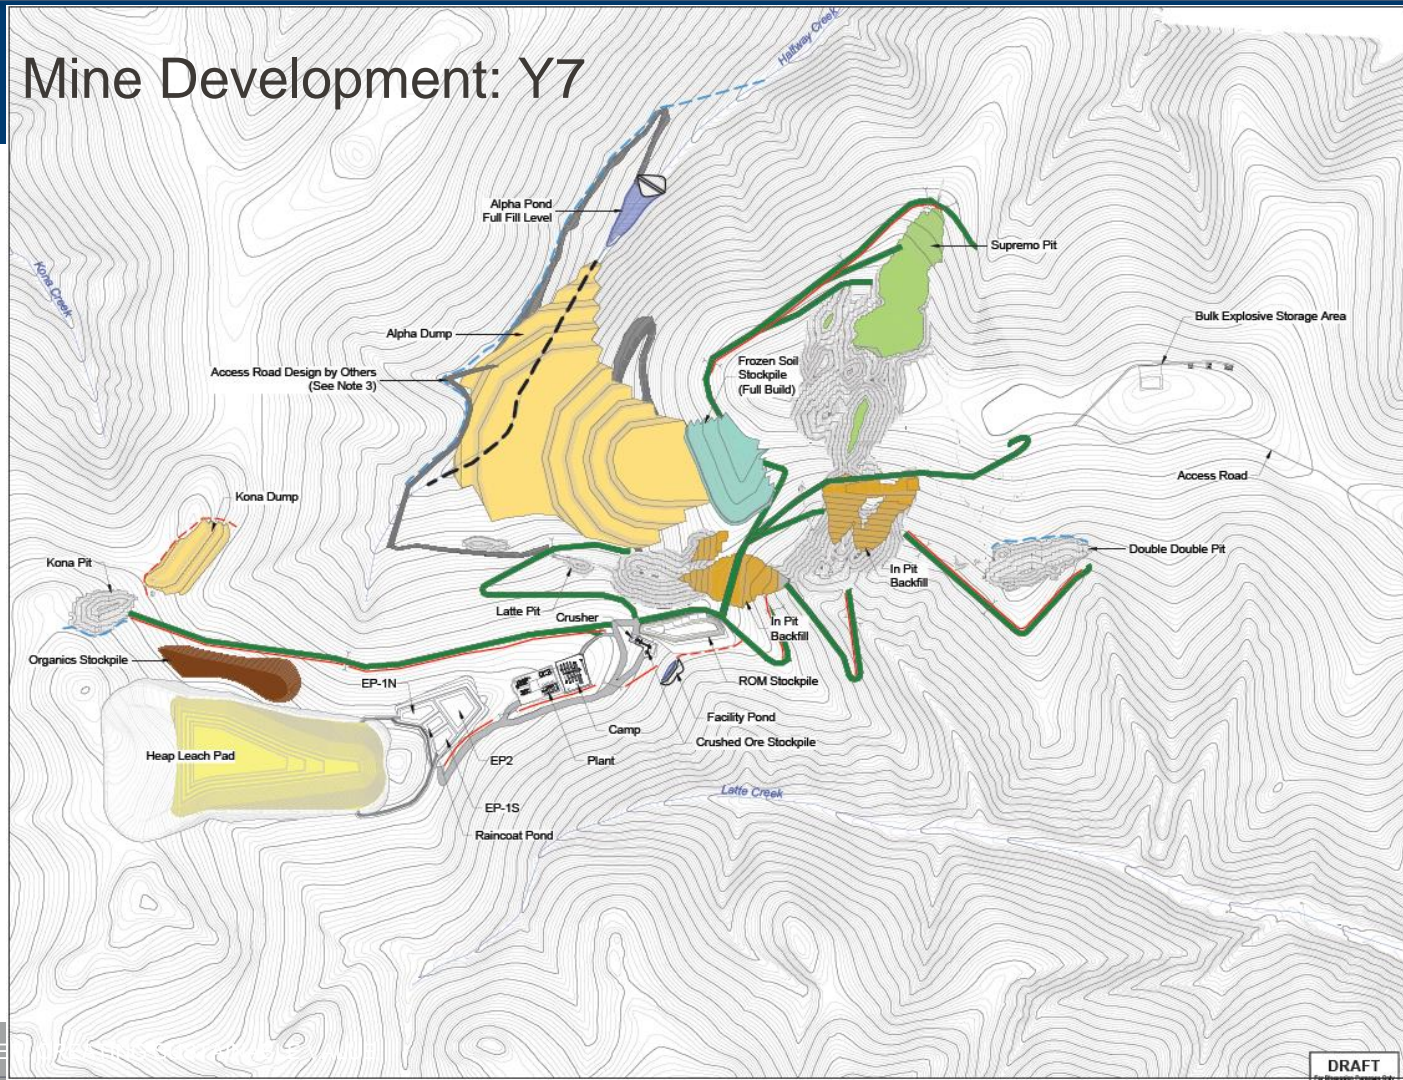 Mine Development: Y7
Halfway Creek
Alpha Pond
Full Fill Level
Supremo Pit
Kona Creek
Bulk Explosive Storage Area
Alpha Dump
Frozen Soil
Stockpile
(Full Build)
Access Road Design by Others
(See Note 3)
Access Road
Kona Dump
Double Double Pit
Kona Pit
In Pit
Backfill
Latte Pit
Crusher
In Pit
Backfill
Organics Stockpile
ROM Stockpile
EP-1N
Facility Pond
Camp
Crushed Ore Stockpile
Heap Leach Pad
EP2
Plant
Latte Creek
EP-1S
Raincoat Pond
DRAFT